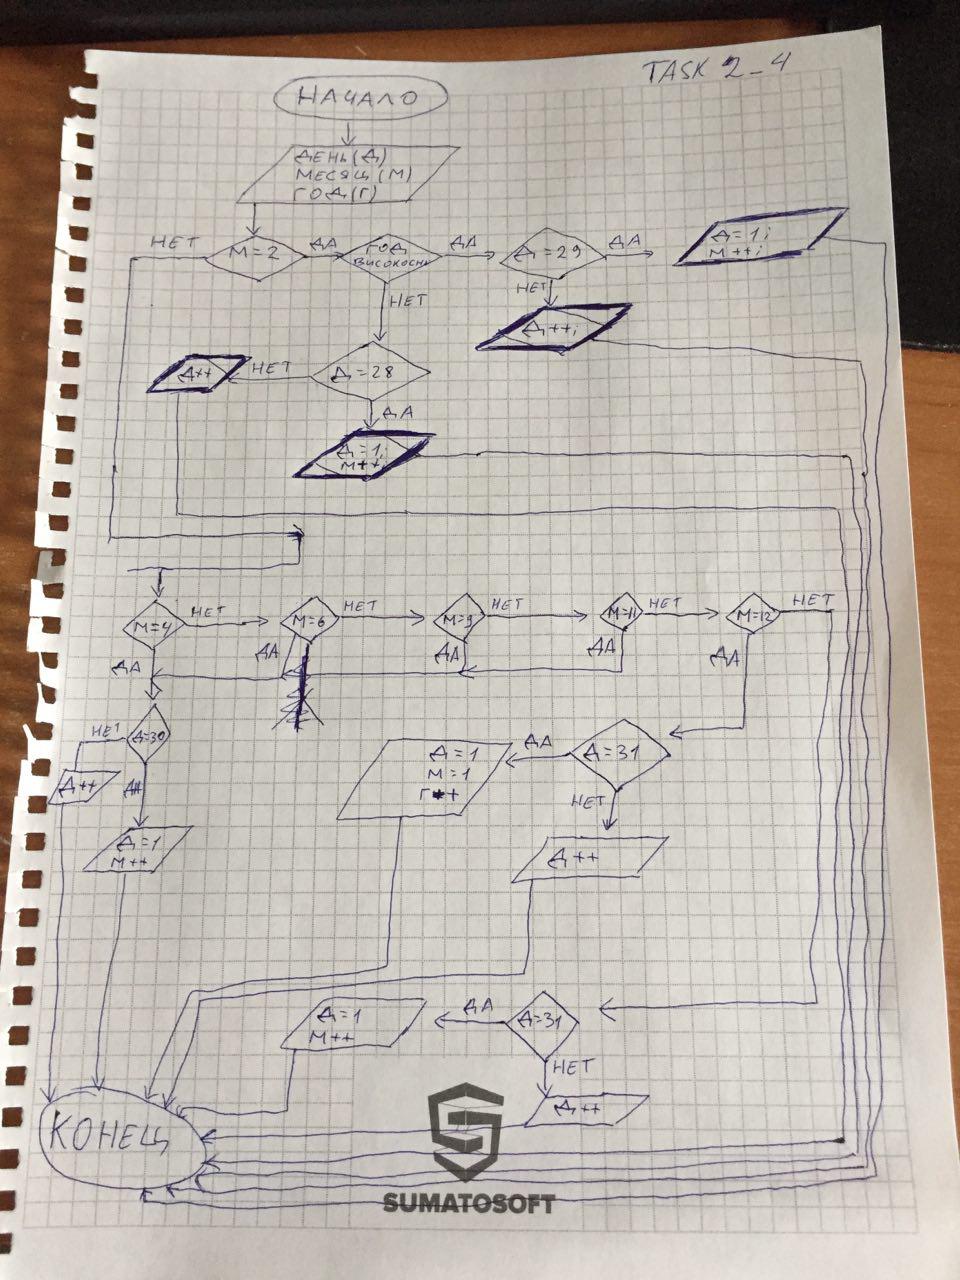 TASK 2-4
НАЧАЛО
ДЕНЬ(Д)
МЕСЯЦ(М)
ГОД(Г)
НЕТ
М=2
ДА
ГОД
ВИСОКОСН
ДА
Д=29
ДА
Д=1;
М++;
НЕТ
НЕТ
Д++;
Д++
НЕТ
Д=28
ДА
Д=1;
М++;
М=4
НЕТ
М=6
НЕТ
М=9
НЕТ
М=11
НЕТ
М=12
НЕТ
ДА
ДА
ДА
ДА
ДА
НЕТ
Д=30
Д++
ДА
Д=1
М++
Д=1
М=1
Г++
ДА
Д=31
НЕТ
Д++
Д=1
М++
ДА
Д=31
НЕТ
Д++
КОНЕЦ
SUMATOSOFT